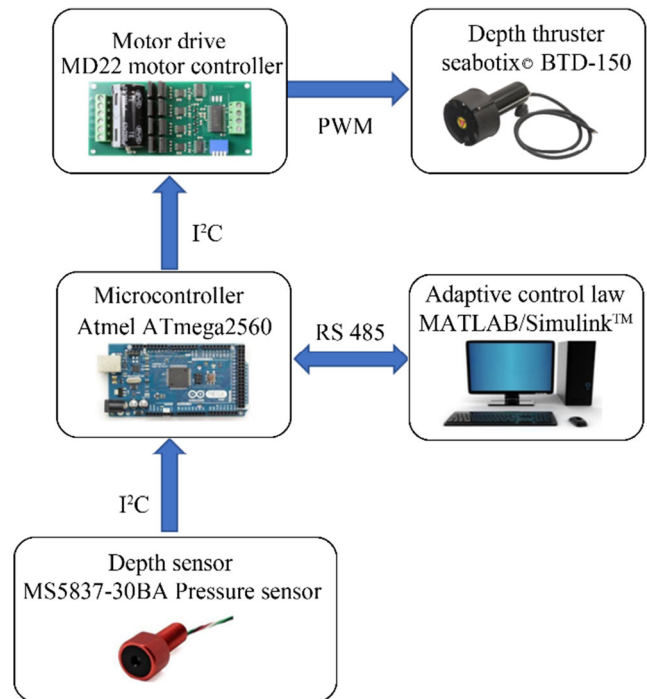 Motor drive
MD22 motor controller
Depth thruster
seabotix© BTD-150
PWM
I²C
Microcontroller
Atmel ATmega2560
RS 485
Adaptive control law
MATLAB/Simulink™
I²C
Depth sensor
MS5837-30BA Pressure sensor